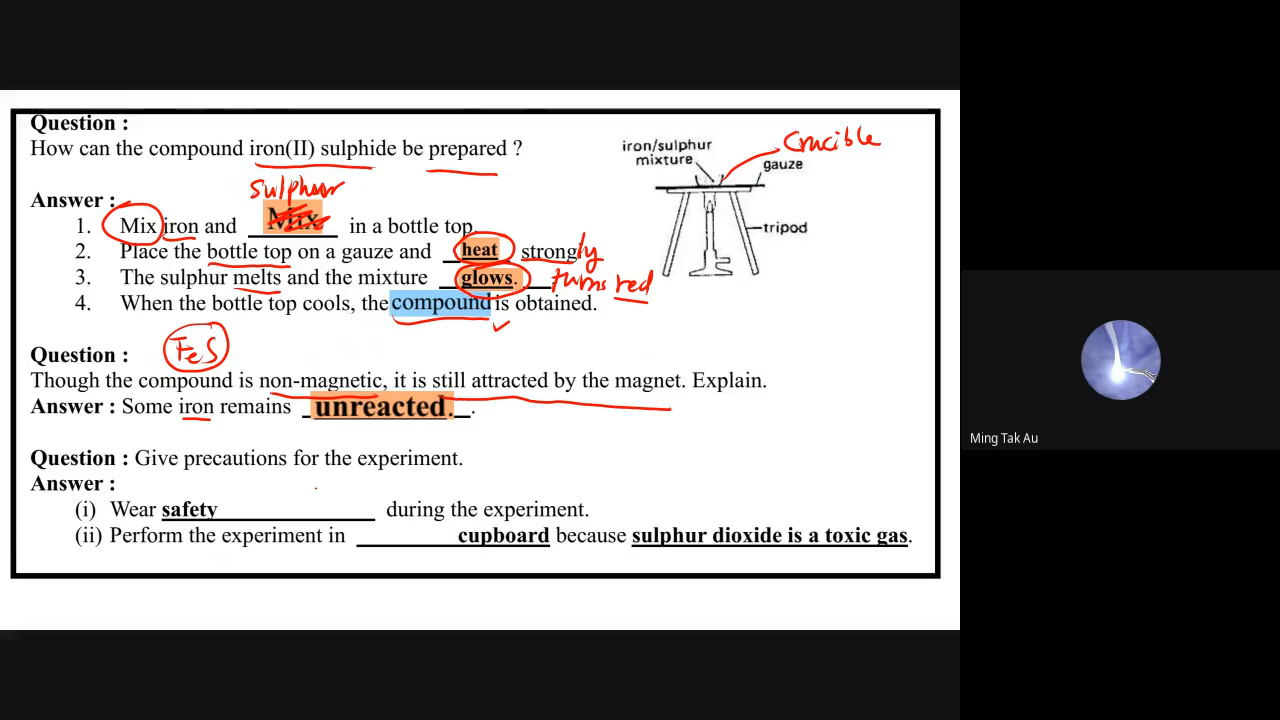 Question :
How can the compound iron(II) sulphide be prepared ?
iron/sulphur
mixture
crucible
gauze
tripod
sulphur
Answer :
1. Mix iron and Mix in a bottle top.
2. Place the bottle top on a gauze and heat strongly
3. The sulphur melts and the mixture glows. turns red
4. When the bottle top cools, the compound is obtained.
FeS
Question :
Though the compound is non-magnetic, it is still attracted by the magnet. Explain.
Answer : Some iron remains unreacted. .
Question : Give precautions for the experiment.
Answer :
(i) Wear safety during the experiment.
(ii) Perform the experiment in cupboard because sulphur dioxide is a toxic gas.
Ming Tak Au